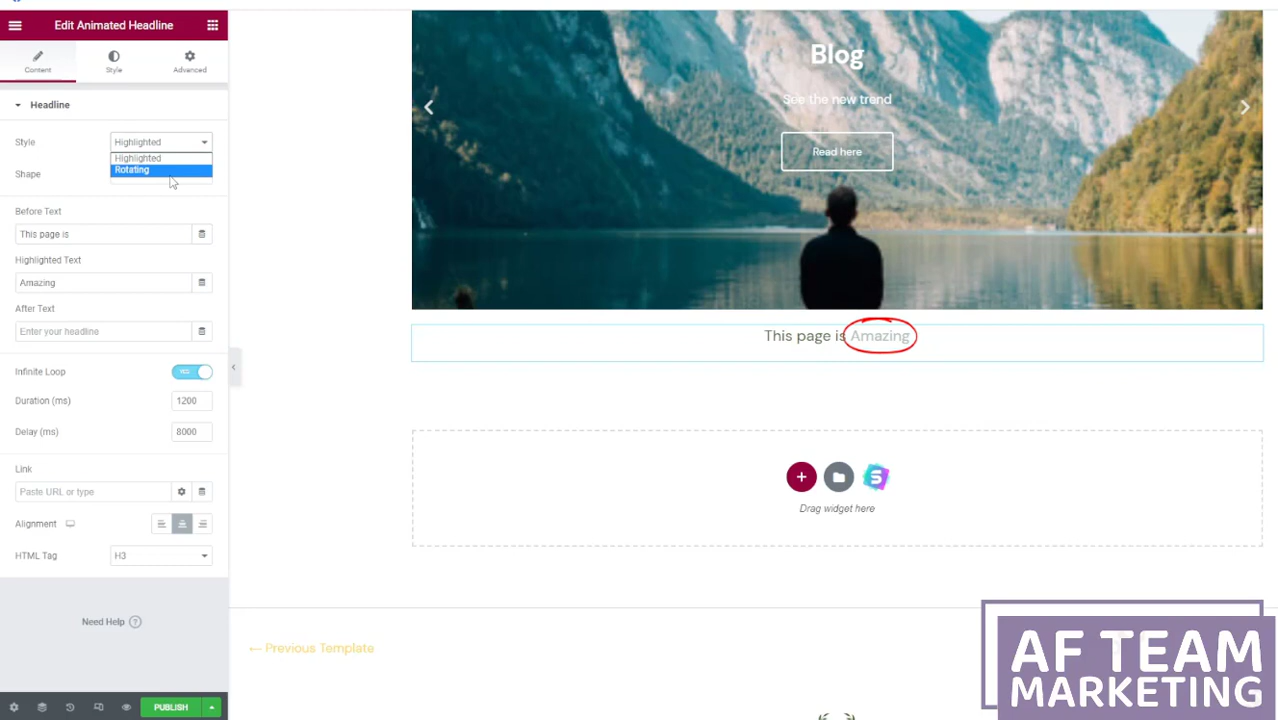 Edit Animated Headline
Content
Style
Advanced
Headline
Style
Highlighted
Highlighted
Rotating
Shape
Before Text
This page is
Highlighted Text
Amazing
After Text
Enter your headline
Infinite Loop
YES
Duration (ms)
1200
Delay (ms)
8000
Link
Paste URL or type
Alignment
HTML Tag
H3
Need Help ?
PUBLISH
Blog
See the new trend
Read here
This page is Amazing
Drag widget here
← Previous Template
AF TEAM
MARKETING